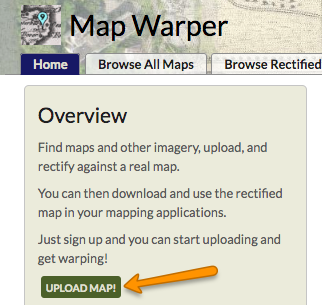 Map Warper
Home Browse All Maps Browse Rectified
Overview
Find maps and other imagery, upload, and
rectify against a real map.
You can then download and use the rectified
map in your mapping applications.
Just sign up and you can start uploading and
get warping!
UPLOAD MAP!